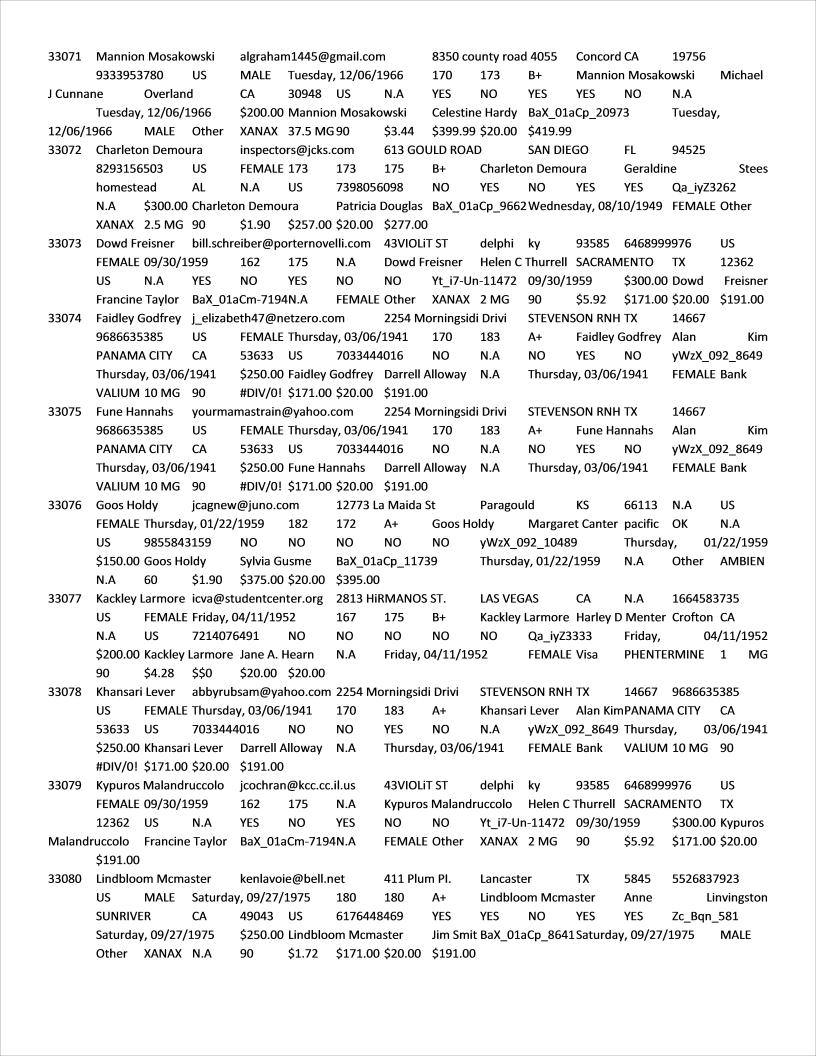 33071 Mannion Mosakowski algraham1445@gmail.com 8350 county road 4055 Concord CA 19756
9333953780 US MALE Tuesday, 12/06/1966 170 173 B+ Mannion Mosakowski Michael
J Cunnane Overland CA 30948 US N.A YES NO YES YES NO N.A
Tuesday, 12/06/1966 $200.00 Mannion Mosakowski Celestine Hardy BaX_01aCp_20973 Tuesday,
12/06/1966 MALE Other XANAX 37.5 MG 90 $3.44 $399.99 $20.00 $419.99
33072 Charleton Demoura inspectors@jcks.com 613 GOULD ROAD SAN DIEGO FL 94525
8293156503 US FEMALE 173 173 175 B+ Charleton Demoura Geraldine Stees
homestead AL N.A US 7398056098 NO YES NO YES YES Qa_iyZ3262
N.A $300.00 Charleton Demoura Patricia Douglas BaX_01aCp_9662 Wednesday, 08/10/1949 FEMALE Other
XANAX 2.5 MG 90 $1.90 $257.00 $20.00 $277.00
33073 Dowd Freisner bill.schreiber@porternovelli.com 43VIOLiT ST delphi ky 93585 6468999976 US
FEMALE 09/30/1959 162 175 N.A Dowd Freisner Helen C Thurrell SACRAMENTO TX 12362
US N.A YES NO YES NO NO Yt_i7-Un-11472 09/30/1959 $300.00 Dowd Freisner
Francine Taylor BaX_01aCm-7194N.A FEMALE Other XANAX 2 MG 90 $5.92 $171.00 $20.00 $191.00
33074 Faidley Godfrey j_elizabeth47@netzero.com 2254 Morningsidi Drivi STEVENSON RNH TX 14667
9686635385 US FEMALE Thursday, 03/06/1941 170 183 A+ Faidley Godfrey Alan Kim
PANAMA CITY CA 53633 US 7033444016 NO N.A NO YES NO yWzX_092_8649
Thursday, 03/06/1941 $250.00 Faidley Godfrey Darrell Alloway N.A Thursday, 03/06/1941 FEMALE Bank
VALIUM 10 MG 90 #DIV/0! $171.00 $20.00 $191.00
33075 Fune Hannahs yourmamastrain@yahoo.com 2254 Morningsidi Drivi STEVENSON RNH TX 14667
9686635385 US FEMALE Thursday, 03/06/1941 170 183 A+ Fune Hannahs Alan Kim
PANAMA CITY CA 53633 US 7033444016 NO N.A NO YES NO yWzX_092_8649
Thursday, 03/06/1941 $250.00 Fune Hannahs Darrell Alloway N.A Thursday, 03/06/1941 FEMALE Bank
VALIUM 10 MG 90 #DIV/0! $171.00 $20.00 $191.00
33076 Goos Holdy jcagnew@juno.com 12773 La Maida St Paragould KS 66113 N.A US
FEMALE Thursday, 01/22/1959 182 172 A+ Goos Holdy Margaret Canter pacific OK N.A
US 9855843159 NO NO NO NO NO yWzX_092_10489 Thursday, 01/22/1959
$150.00 Goos Holdy Sylvia Gusme BaX_01aCp_11739 Thursday, 01/22/1959 N.A Other AMBIEN
N.A 60 $1.90 $375.00 $20.00 $395.00
33077 Kackley Larmore icva@studentcenter.org 2813 HiRMANOS ST. LAS VEGAS CA N.A 1664583735
US FEMALE Friday, 04/11/1952 167 175 B+ Kackley Larmore Harley D Menter Crofton CA
N.A US 7214076491 NO NO NO NO NO Qa_iyZ3333 Friday, 04/11/1952
$200.00 Kackley Larmore Jane A. Hearn N.A Friday, 04/11/1952 FEMALE Visa PHENTERMINE 1 MG
90 $4.28 $$0 $20.00 $20.00
33078 Khansari Lever abbyrubsam@yahoo.com 2254 Morningsidi Drivi STEVENSON RNH TX 14667 9686635385
US FEMALE Thursday, 03/06/1941 170 183 A+ Khansari Lever Alan KimPANAMA CITY CA
53633 US 7033444016 NO NO YES NO N.A yWzX_092_8649 Thursday, 03/06/1941
$250.00 Khansari Lever Darrell Alloway N.A Thursday, 03/06/1941 FEMALE Bank VALIUM 10 MG 90
#DIV/0! $171.00 $20.00 $191.00
33079 Kypuros Malandruccolo jcochran@kcc.cc.il.us 43VIOLiT ST delphi ky 93585 6468999976 US
FEMALE 09/30/1959 162 175 N.A Kypuros Malandruccolo Helen C Thurrell SACRAMENTO TX
12362 US N.A YES NO YES NO NO Yt_i7-Un-11472 09/30/1959 $300.00 Kypuros
Malandruccolo Francine Taylor BaX_01aCm-7194N.A FEMALE Other XANAX 2 MG 90 $5.92 $171.00 $20.00
$191.00
33080 Lindbloom Mcmaster kenlavoie@bell.net 411 Plum Pl. Lancaster TX 5845 5526837923
US MALE Saturday, 09/27/1975 180 180 A+ Lindbloom Mcmaster Anne Linvingston
SUNRIVER CA 49043 US 6176448469 YES YES NO YES YES Zc_Bqn_581
Saturday, 09/27/1975 $250.00 Lindbloom Mcmaster Jim Smit BaX_01aCp_8641 Saturday, 09/27/1975 MALE
Other XANAX N.A 90 $1.72 $171.00 $20.00 $191.00